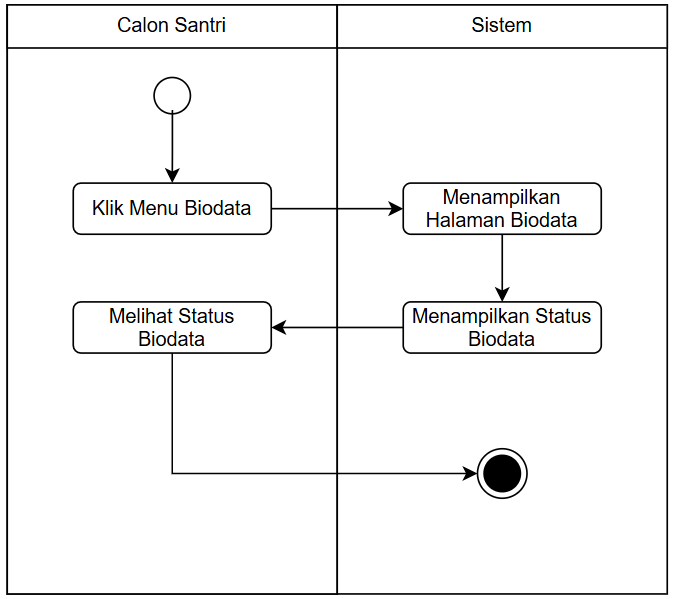 Calon Santri
Sistem
Klik Menu Biodata
Menampilkan
Halaman Biodata
Menampilkan Status
Biodata
Melihat Status
Biodata